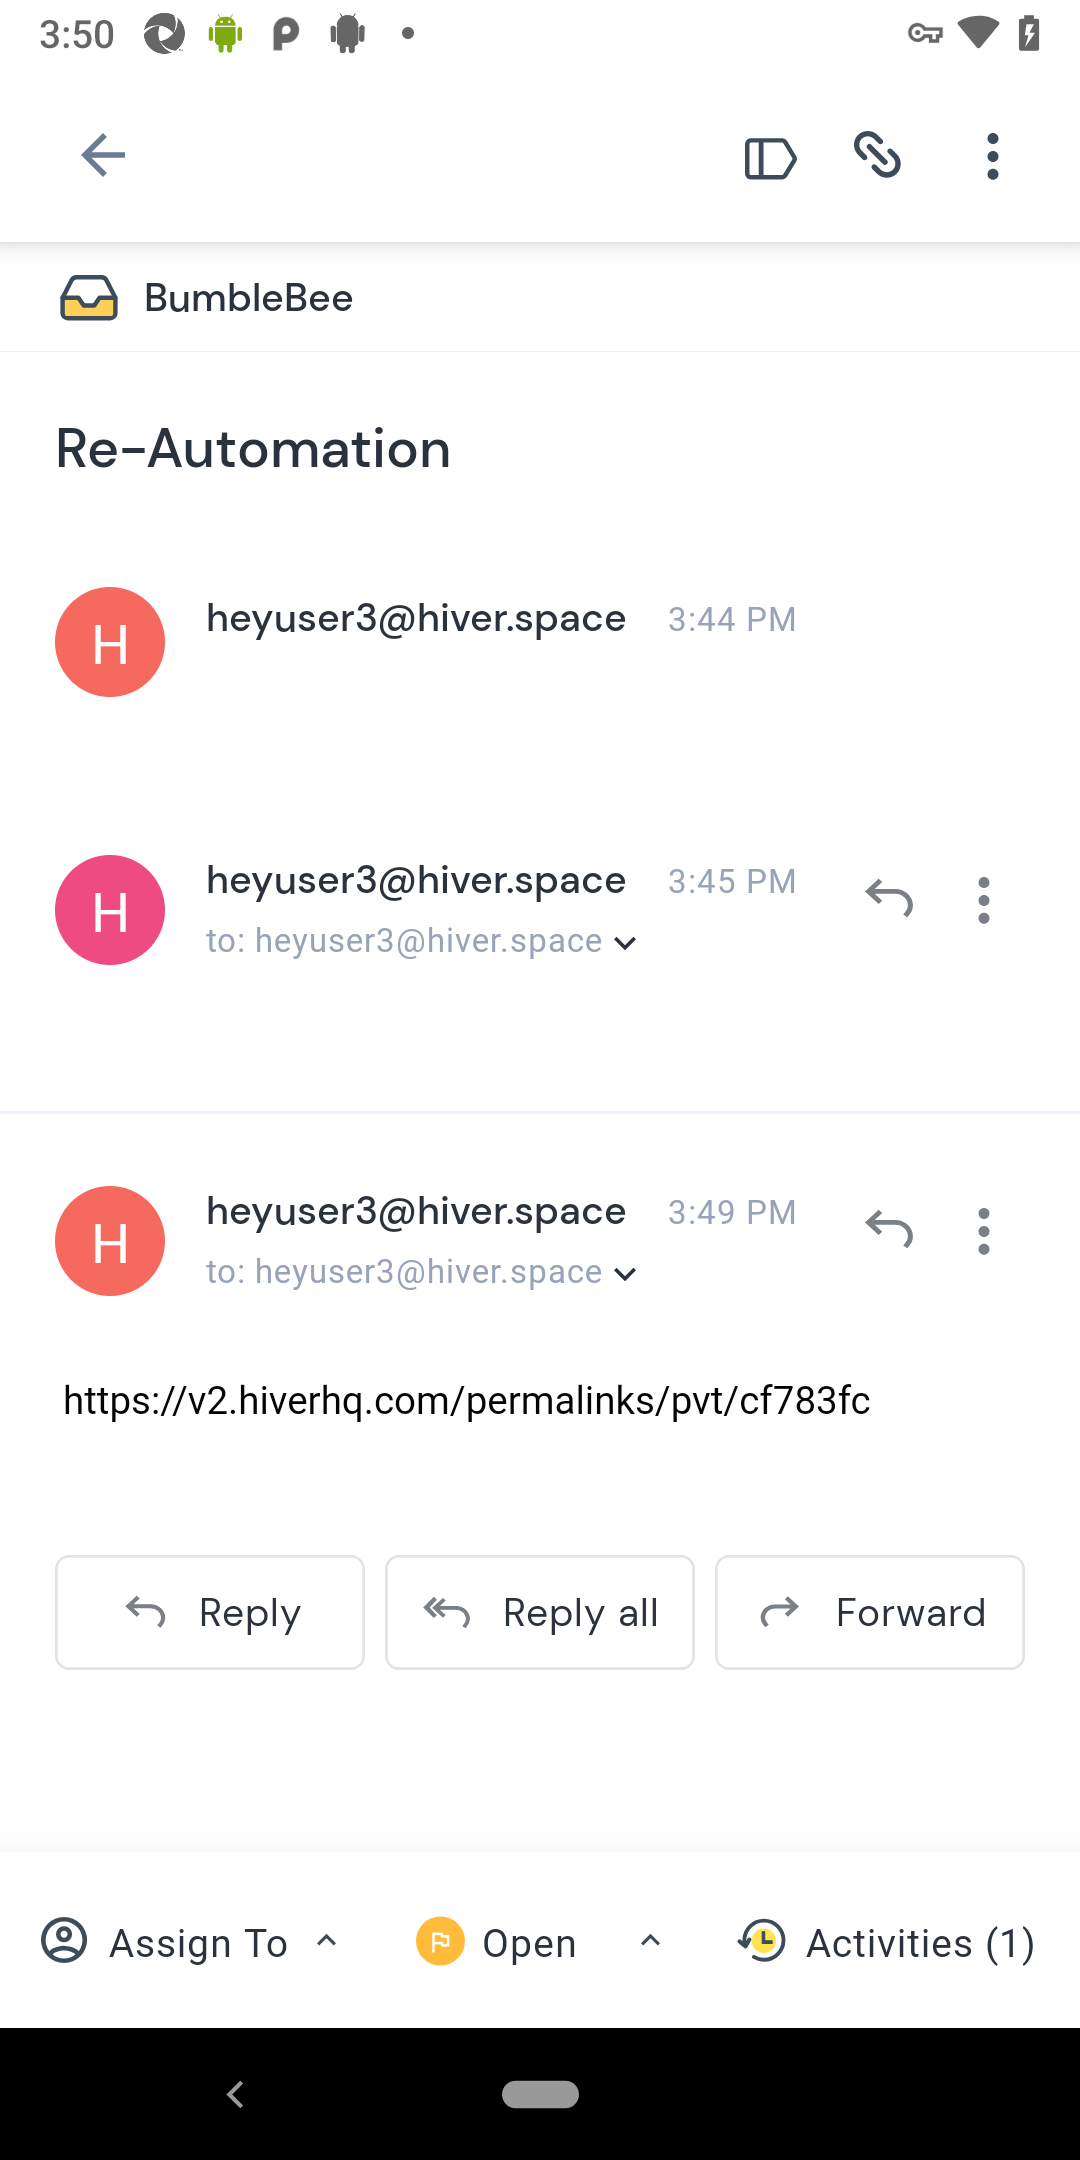 3:50
BumbleBee
Re-Automation
H heyuser3@hiver.space 3:44 PM
H heyuser3@hiver.space 3:45 PM
to: heyuser3@hiver.space
H heyuser3@hiver.space 3:49 PM
to: heyuser3@hiver.space
https://v2.hiverhq.com/permalinks/pvt/cf783fc
Reply Reply all Forward
Assign To Open Activities (1)